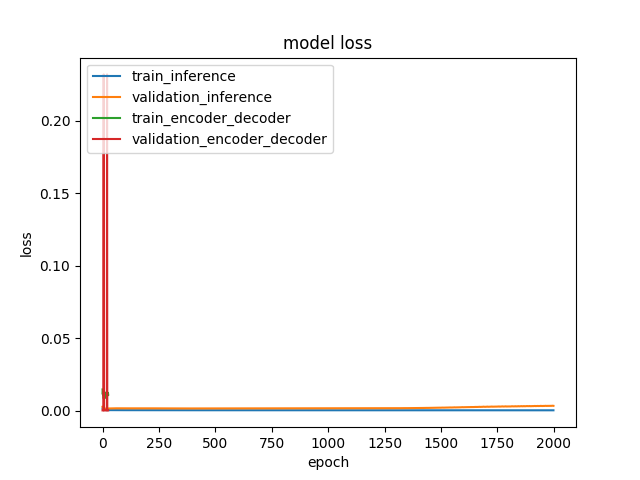 model loss
train_inference
validation_inference
train_encoder_decoder
validation_encoder_decoder
0.20
0.15
0.10
0.05
0.00
loss
0 250 500 750 1000 1250 1500 1750 2000
epoch